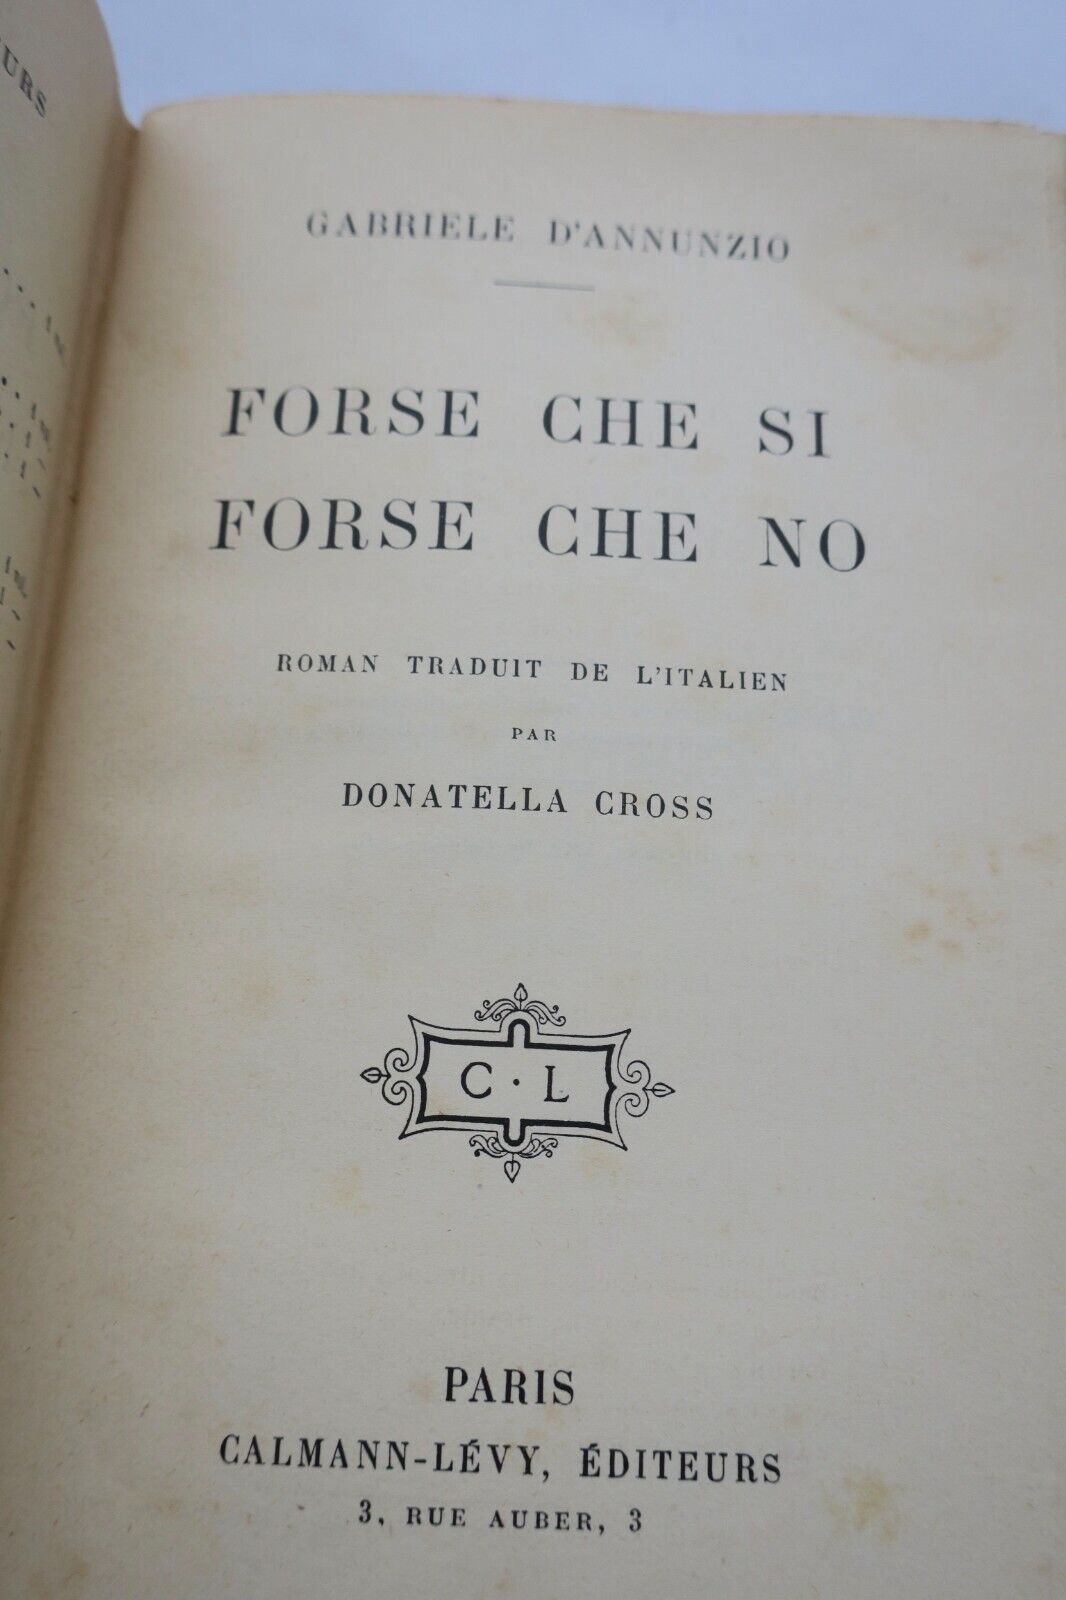 GABRIELE D'ANNUNZIO
FORSE CHE SI
FORSE CHE NO
ROMAN TRADUIT DE L'ITALIEN
PAR
DONATELLA CROSS
C · L
PARIS
CALMANN-LÉVY, ÉDITEURS
3, RUE AUBER, 3